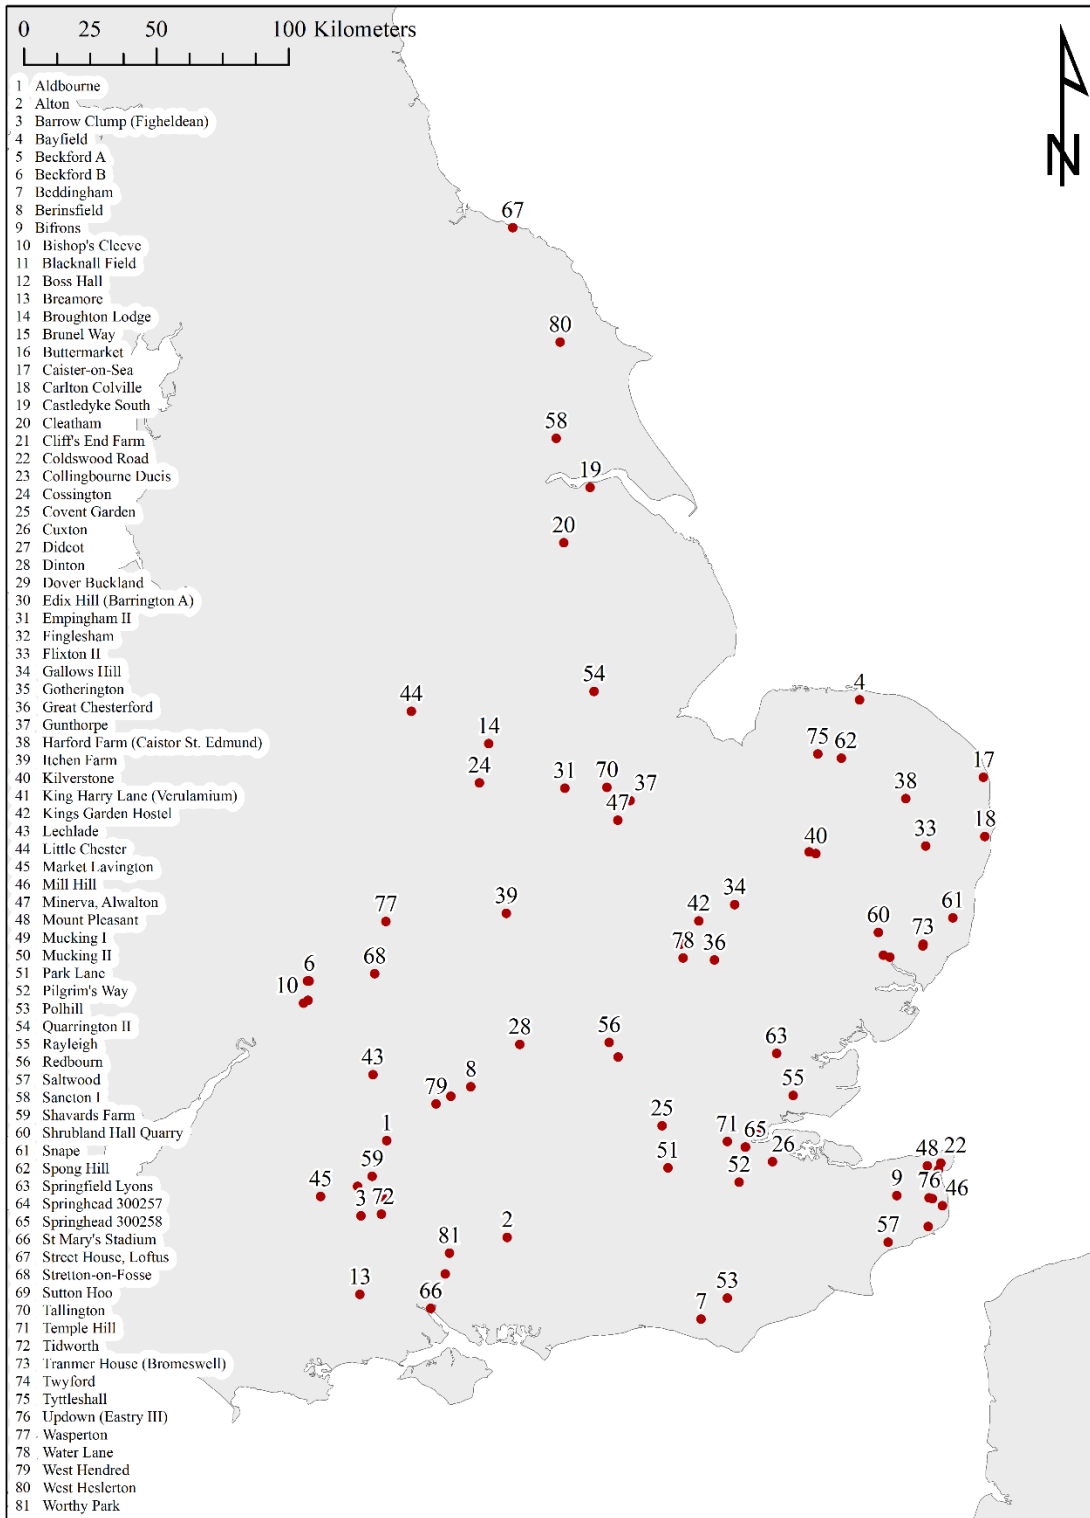 0 25 50 100 Kilometers
1 Aldbourne
2 Alton
3 Barrow Clump (Figheldean)
4 Bayfield
5 Beckford A
6 Beckford B
7 Beddingham
8 Berinsfield
9 Bifrons
10 Bishop's Cleeve
11 Blacknall Field
12 Boss Hall
13 Breamore
14 Broughton Lodge
15 Brunel Way
16 Buttermarket
17 Caister-on-Sea
18 Carlton Colville
19 Castledyke South
20 Cleatham
21 Cliff's End Farm
22 Coldswood Road
23 Collingbourne Ducis
24 Cossington
25 Covent Garden
26 Cuxton
27 Didcot
28 Dinton
29 Dover Buckland
30 Edix Hill (Barrington A)
31 Empingham II
32 Finglesham
33 Flixton II
34 Gallows Hill
35 Gotherington
36 Great Chesterford
37 Gunthorpe
38 Harford Farm (Caistor St. Edmund)
39 Itchen Farm
40 Kilverstone
41 King Harry Lane (Verulamium)
42 Kings Garden Hostel
43 Lechlade
44 Little Chester
45 Market Lavington
46 Mill Hill
47 Minerva, Alwalton
48 Mount Pleasant
49 Mucking I
50 Mucking II
51 Park Lane
52 Pilgrim's Way
53 Polhill
54 Quarrington II
55 Rayleigh
56 Redbourn
57 Saltwood
58 Sancton I
59 Shavards Farm
60 Shrubland Hall Quarry
61 Snape
62 Spong Hill
63 Springfield Lyons
64 Springhead 300257
65 Springhead 300258
66 St Mary's Stadium
67 Street House, Loftus
68 Stretton-on-Fosse
69 Sutton Hoo
70 Tallington
71 Temple Hill
72 Tidworth
73 Tranmer House (Bromeswell)
74 Twyford
75 Tyttleshall
76 Updown (Eastry III)
77 Wasperton
78 Water Lane
79 West Hendred
80 West Heslerton
81 Worthy Park
N
67
80
58
19
20
54
44
4
14
75
62
24
31
70
37
17
38
47
18
33
40
34
39
42
77
61
60
73
78
36
68
6
10
28
56
63
43
8
79
55
25
1
71
65
26
48
22
51
59
52
45
9
76
46
3
72
2
57
81
13
66
53
7